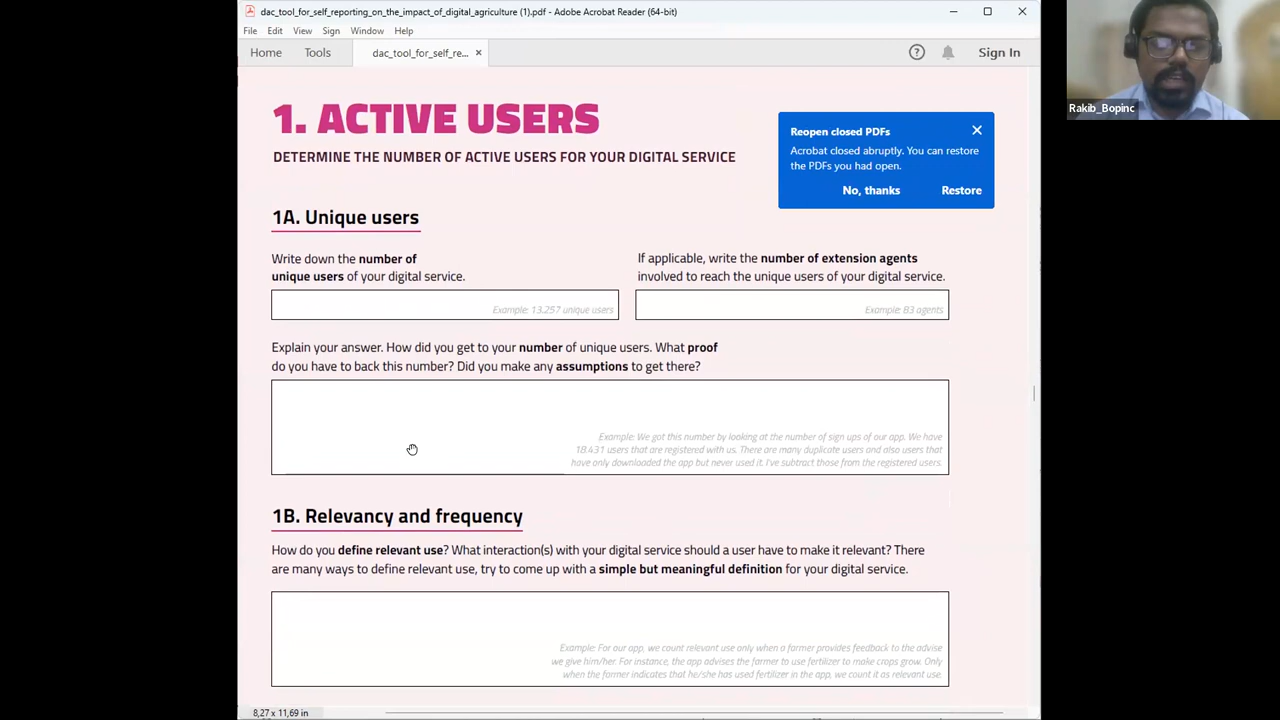 dac_tool_for_self_reporting_on_the_impact_of_digital_agriculture (1).pdf - Adobe Acrobat Reader (64-bit)
File Edit View Sign Window Help
Home Tools dac_tool_for_self_re... × Sign In
1. ACTIVE USERS
DETERMINE THE NUMBER OF ACTIVE USERS FOR YOUR DIGITAL SERVICE
Reopen closed PDFs
Acrobat closed abruptly. You can restore
the PDFs you had open.
No, thanks Restore
Rakib_Bopinc
1A. Unique users
Write down the number of
unique users of your digital service.
Example: 13.257 unique users
If applicable, write the number of extension agents
involved to reach the unique users of your digital service.
Example: 83 agents
Explain your answer. How did you get to your number of unique users. What proof
do you have to back this number? Did you make any assumptions to get there?
Example: We got this number by looking at the number of sign ups of our app. We have
18.431 users that are registered with us. There are many duplicate users and also users that
have only downloaded the app but never used it. I've subtract those from the registered users.
1B. Relevancy and frequency
How do you define relevant use? What interaction(s) with your digital service should a user have to make it relevant? There
are many ways to define relevant use, try to come up with a simple but meaningful definition for your digital service.
Example: For our app, we count relevant use only when a farmer provides feedback to the advise
we give him/her. For instance, the app advises the farmer to use fertilizer to make crops grow. Only
when the farmer indicates that he/she has used fertilizer in the app, we count it as relevant use.
8,27 x 11,69 in